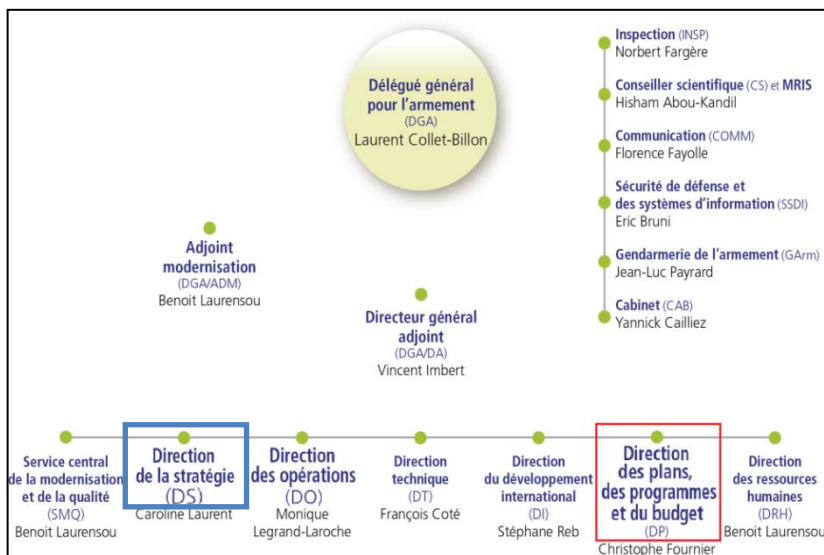 Délégué général
pour l'armement
(DGA)
Laurent Collet-Billon
Inspection (INSP)
Norbert Fargère
Conseiller scientifique (CS) et MRIS
Hisham Abou-Kandil
Communication (COMM)
Florence Fayolle
Sécurité de défense et
des systèmes d'information (SSDI)
Eric Bruni
Gendarmerie de l'armement (GArm)
Jean-Luc Payrard
Cabinet (CAB)
Yannick Cailliez
Adjoint
modernisation
(DGA/ADM)
Benoit Laurensou
Directeur général
adjoint
(DGA/DA)
Vincent Imbert
Service central
de la modernisation
et de la qualité
(SMQ)
Benoit Laurensou
Direction
de la stratégie
(DS)
Caroline Laurent
Direction
des opérations
(DO)
Monique
Legrand-Laroche
Direction
technique
(DT)
François Coté
Direction
du développement
international
(DI)
Stéphane Reb
Direction
des plans,
des programmes
et du budget
(DP)
Christophe Fournier
Direction
des ressources
humaines
(DRH)
Benoit Laurensou